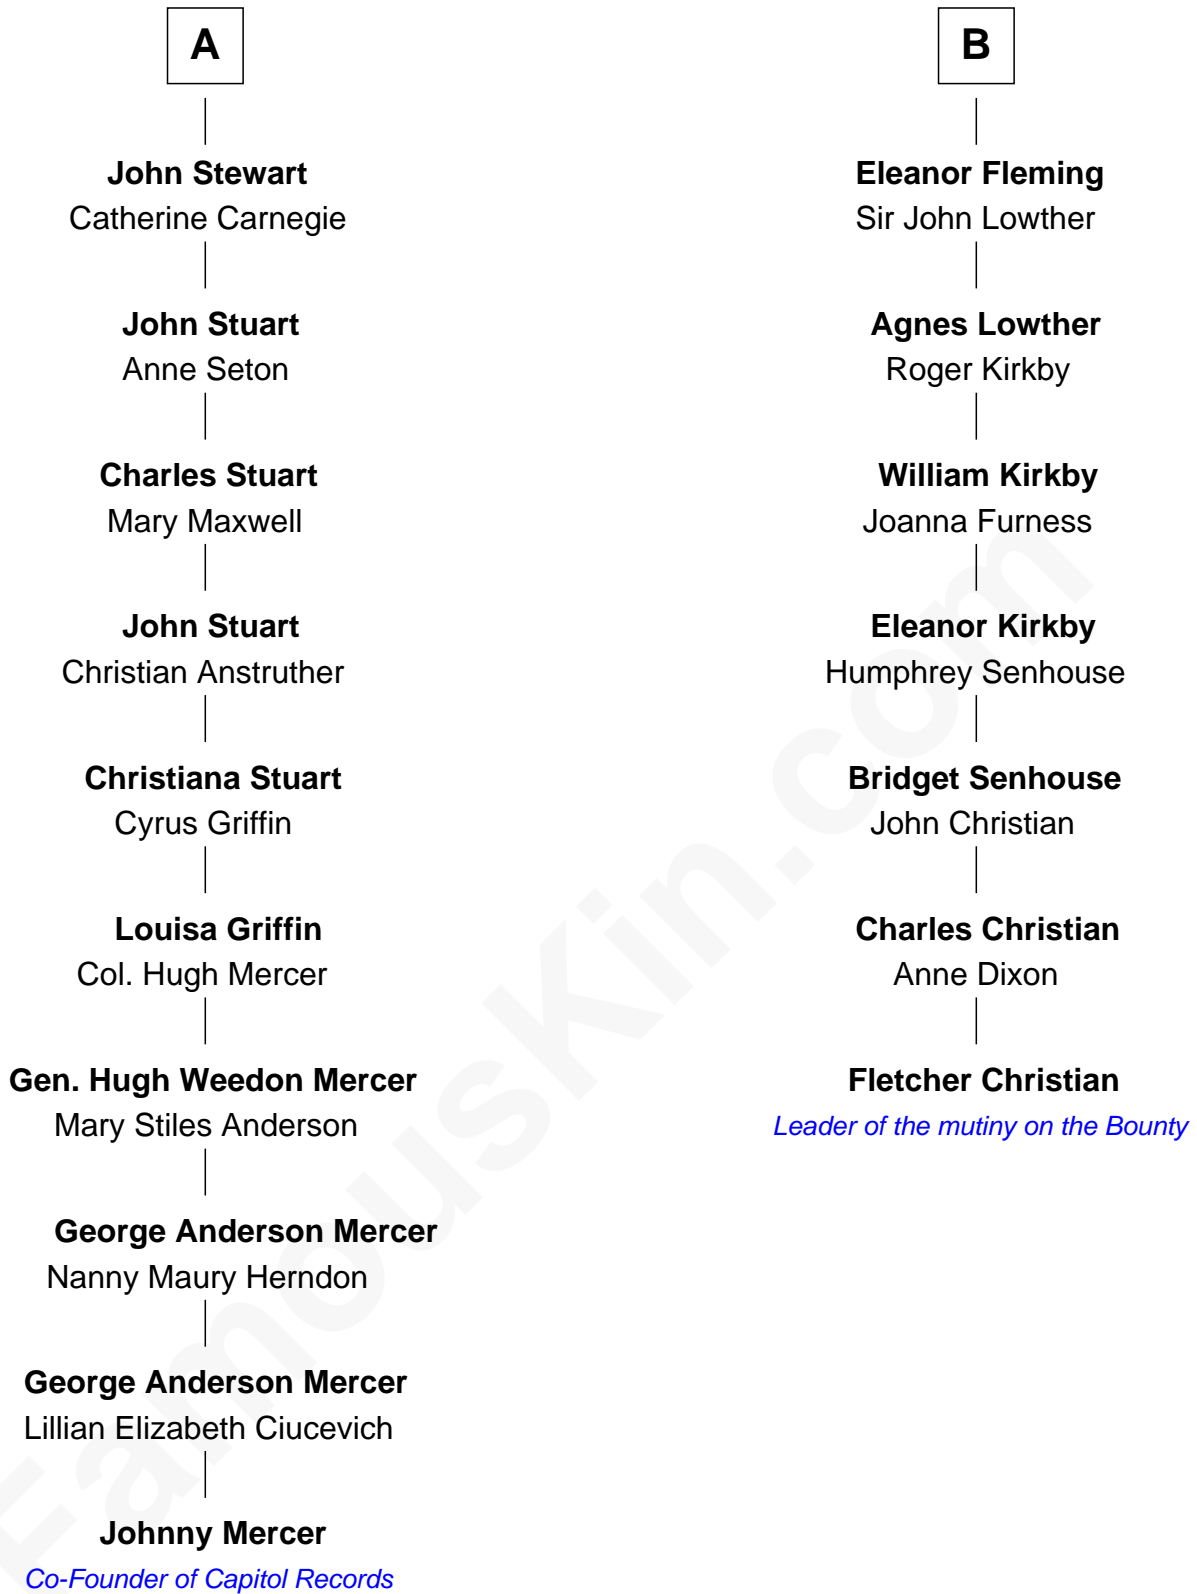 A
John Stewart
Catherine Carnegie
John Stuart
Anne Seton
Charles Stuart
Mary Maxwell
John Stuart
Christian Anstruther
Christiana Stuart
Cyrus Griffin
Louisa Griffin
Col. Hugh Mercer
Gen. Hugh Weedon Mercer
Mary Stiles Anderson
George Anderson Mercer
Nanny Maury Herndon
George Anderson Mercer
Lillian Elizabeth Ciucevich
Johnny Mercer
Co-Founder of Capitol Records
B
Eleanor Fleming
Sir John Lowther
Agnes Lowther
Roger Kirkby
William Kirkby
Joanna Furness
Eleanor Kirkby
Humphrey Senhouse
Bridget Senhouse
John Christian
Charles Christian
Anne Dixon
Fletcher Christian
Leader of the mutiny on the Bounty
FamousKin.com